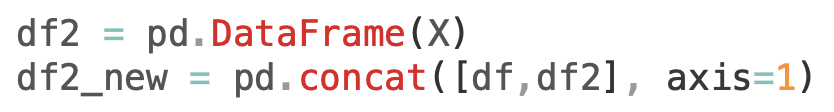 df2 = pd.DataFrame(X)
df2_new = pd.concat([df,df2], axis=1)